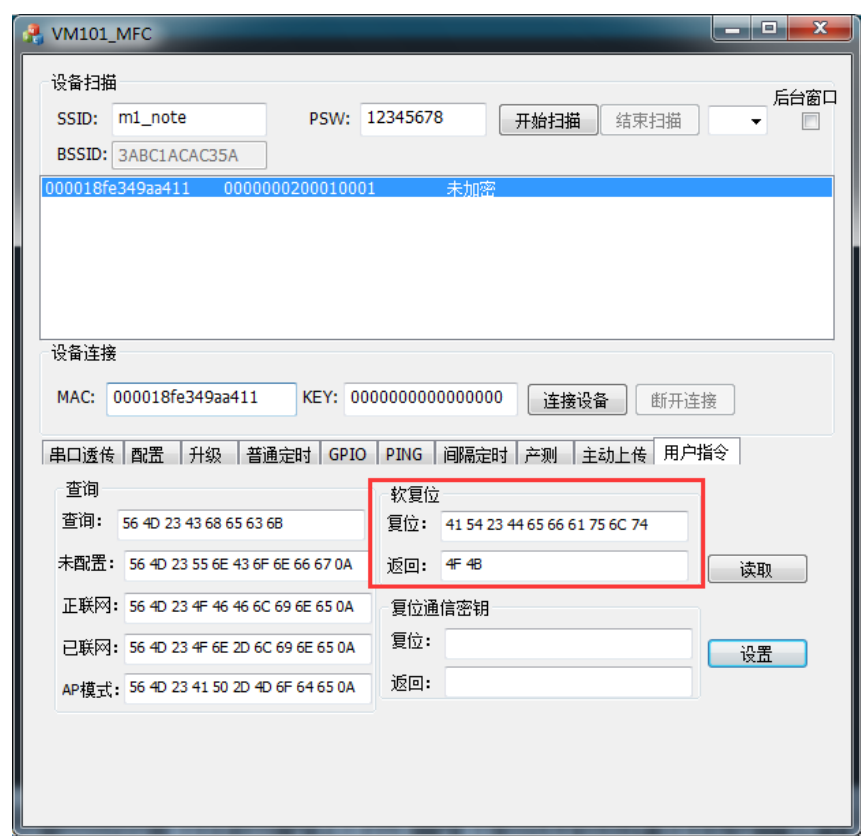 VM101_MFC
设备扫描
后台窗口
SSID: m1_note PSW: 12345678 开始扫描 结束扫描
BSSID: 3ABC1ACAC35A
000018fe349aa411 0000000200010001 未加密
设备连接
MAC: 000018fe349aa411 KEY: 0000000000000000 连接设备 断开连接
串口透传 配置 升级 普通定时 GPIO PING 间隔定时 产测 主动上传 用户指令
查询 软复位
查询: 56 4D 23 43 68 65 63 6B 复位: 41 54 23 44 65 66 61 75 6C 74
未配置: 56 4D 23 55 6E 43 6F 6E 66 67 0A 返回: 4F 4B 读取
正联网: 56 4D 23 4F 46 46 6C 69 6E 65 0A 复位通信密钥
已联网: 56 4D 23 4F 6E 2D 6C 69 6E 65 0A 复位: 设置
AP模式: 56 4D 23 41 50 2D 4D 6F 64 65 0A 返回: